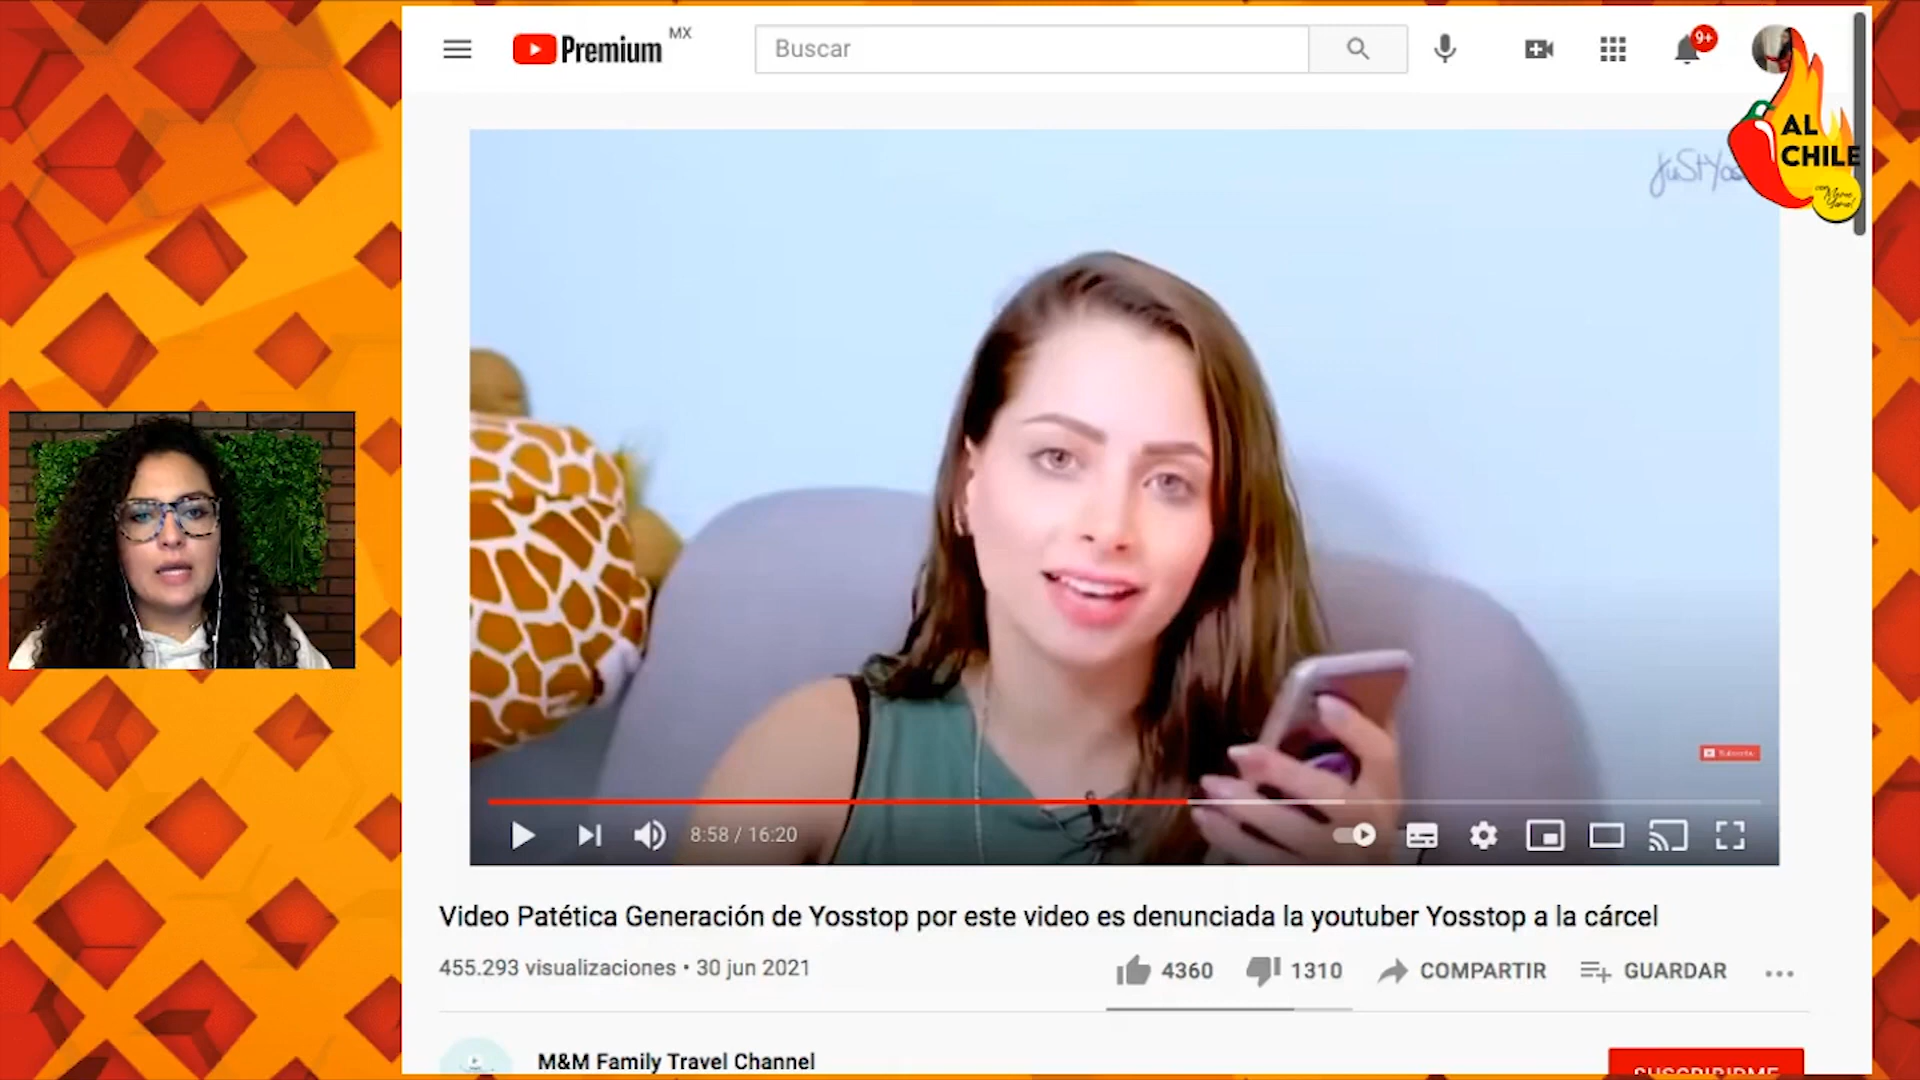 Premium MX
Buscar
9+
AL
CHILE
8:58 / 16:20
Video Patética Generación de Yosstop por este video es denunciada la youtuber Yosstop a la cárcel
455.293 visualizaciones • 30 jun 2021
4360
1310
COMPARTIR
GUARDAR
M&M Family Travel Channel
SUSCRIBIRME